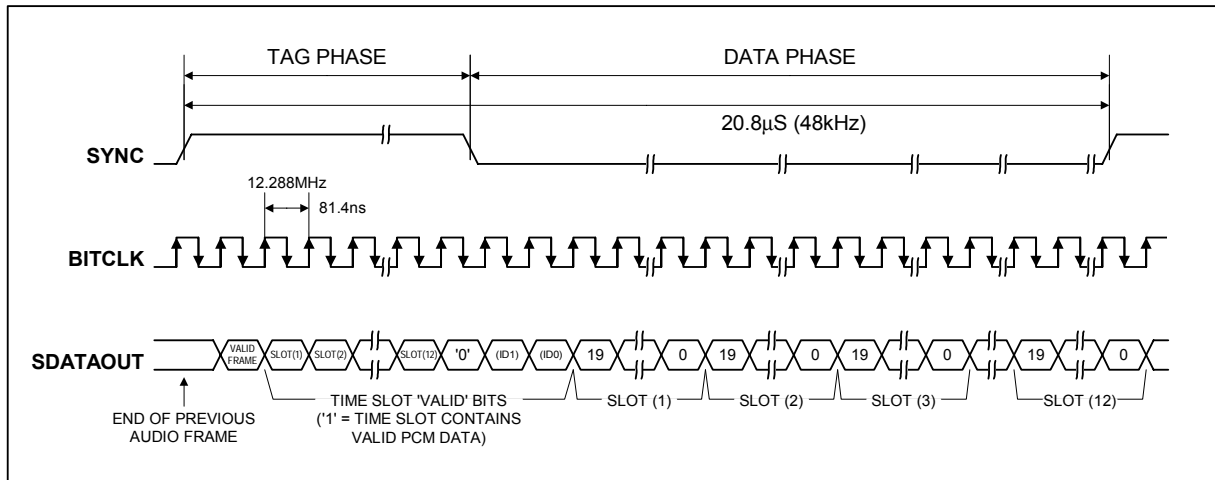 TAG PHASE DATA PHASE
20.8µS (48kHz)
SYNC
12.288MHz
81.4ns
BITCLK
SDATAOUT
VALID
FRAME
SLOT(1) SLOT(2) SLOT(12) '0' (ID1) (ID0) 19 0 19 0 19 0 19 0
END OF PREVIOUS
AUDIO FRAME
TIME SLOT 'VALID' BITS
('1' = TIME SLOT CONTAINS
VALID PCM DATA)
SLOT (1) SLOT (2) SLOT (3) SLOT (12)